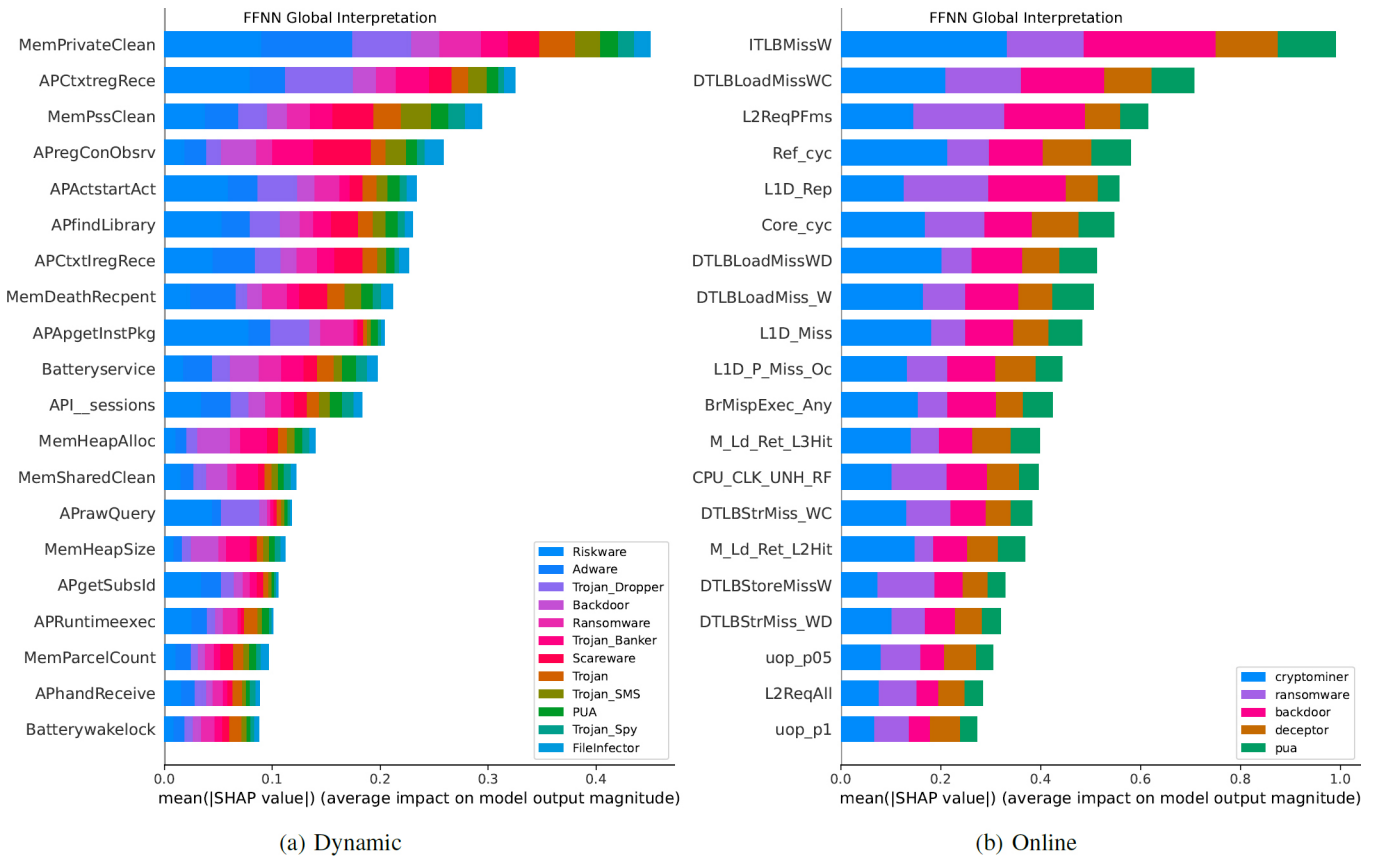 FFNN Global Interpretation
MemPrivateClean
APCtxtregRece
MemPssClean
APregConObsrv
APActstartAct
APfindLibrary
APCtxtIregRece
MemDeathRecpent
APApgetInstPkg
Batteryservice
API__sessions
MemHeapAlloc
MemSharedClean
APrawQuery
MemHeapSize
APgetSubsId
APRuntimeexec
MemParcelCount
APhandReceive
Batterywakelock
Riskware
Adware
Trojan_Dropper
Backdoor
Ransomware
Trojan_Banker
Scareware
Trojan
Trojan_SMS
PUA
Trojan_Spy
FileInfector
0.0 0.1 0.2 0.3 0.4
mean(|SHAP value|) (average impact on model output magnitude)
(a) Dynamic
FFNN Global Interpretation
ITLBMissW
DTLBLoadMissWC
L2ReqPFms
Ref_cyc
L1D_Rep
Core_cyc
DTLBLoadMissWD
DTLBLoadMiss_W
L1D_Miss
L1D_P_Miss_Oc
BrMispExec_Any
M_Ld_Ret_L3Hit
CPU_CLK_UNH_RF
DTLBStrMiss_WC
M_Ld_Ret_L2Hit
DTLBStoreMissW
DTLBStrMiss_WD
uop_p05
L2ReqAll
uop_p1
cryptominer
ransomware
backdoor
deceptor
pua
0.0 0.2 0.4 0.6 0.8 1.0
mean(|SHAP value|) (average impact on model output magnitude)
(b) Online